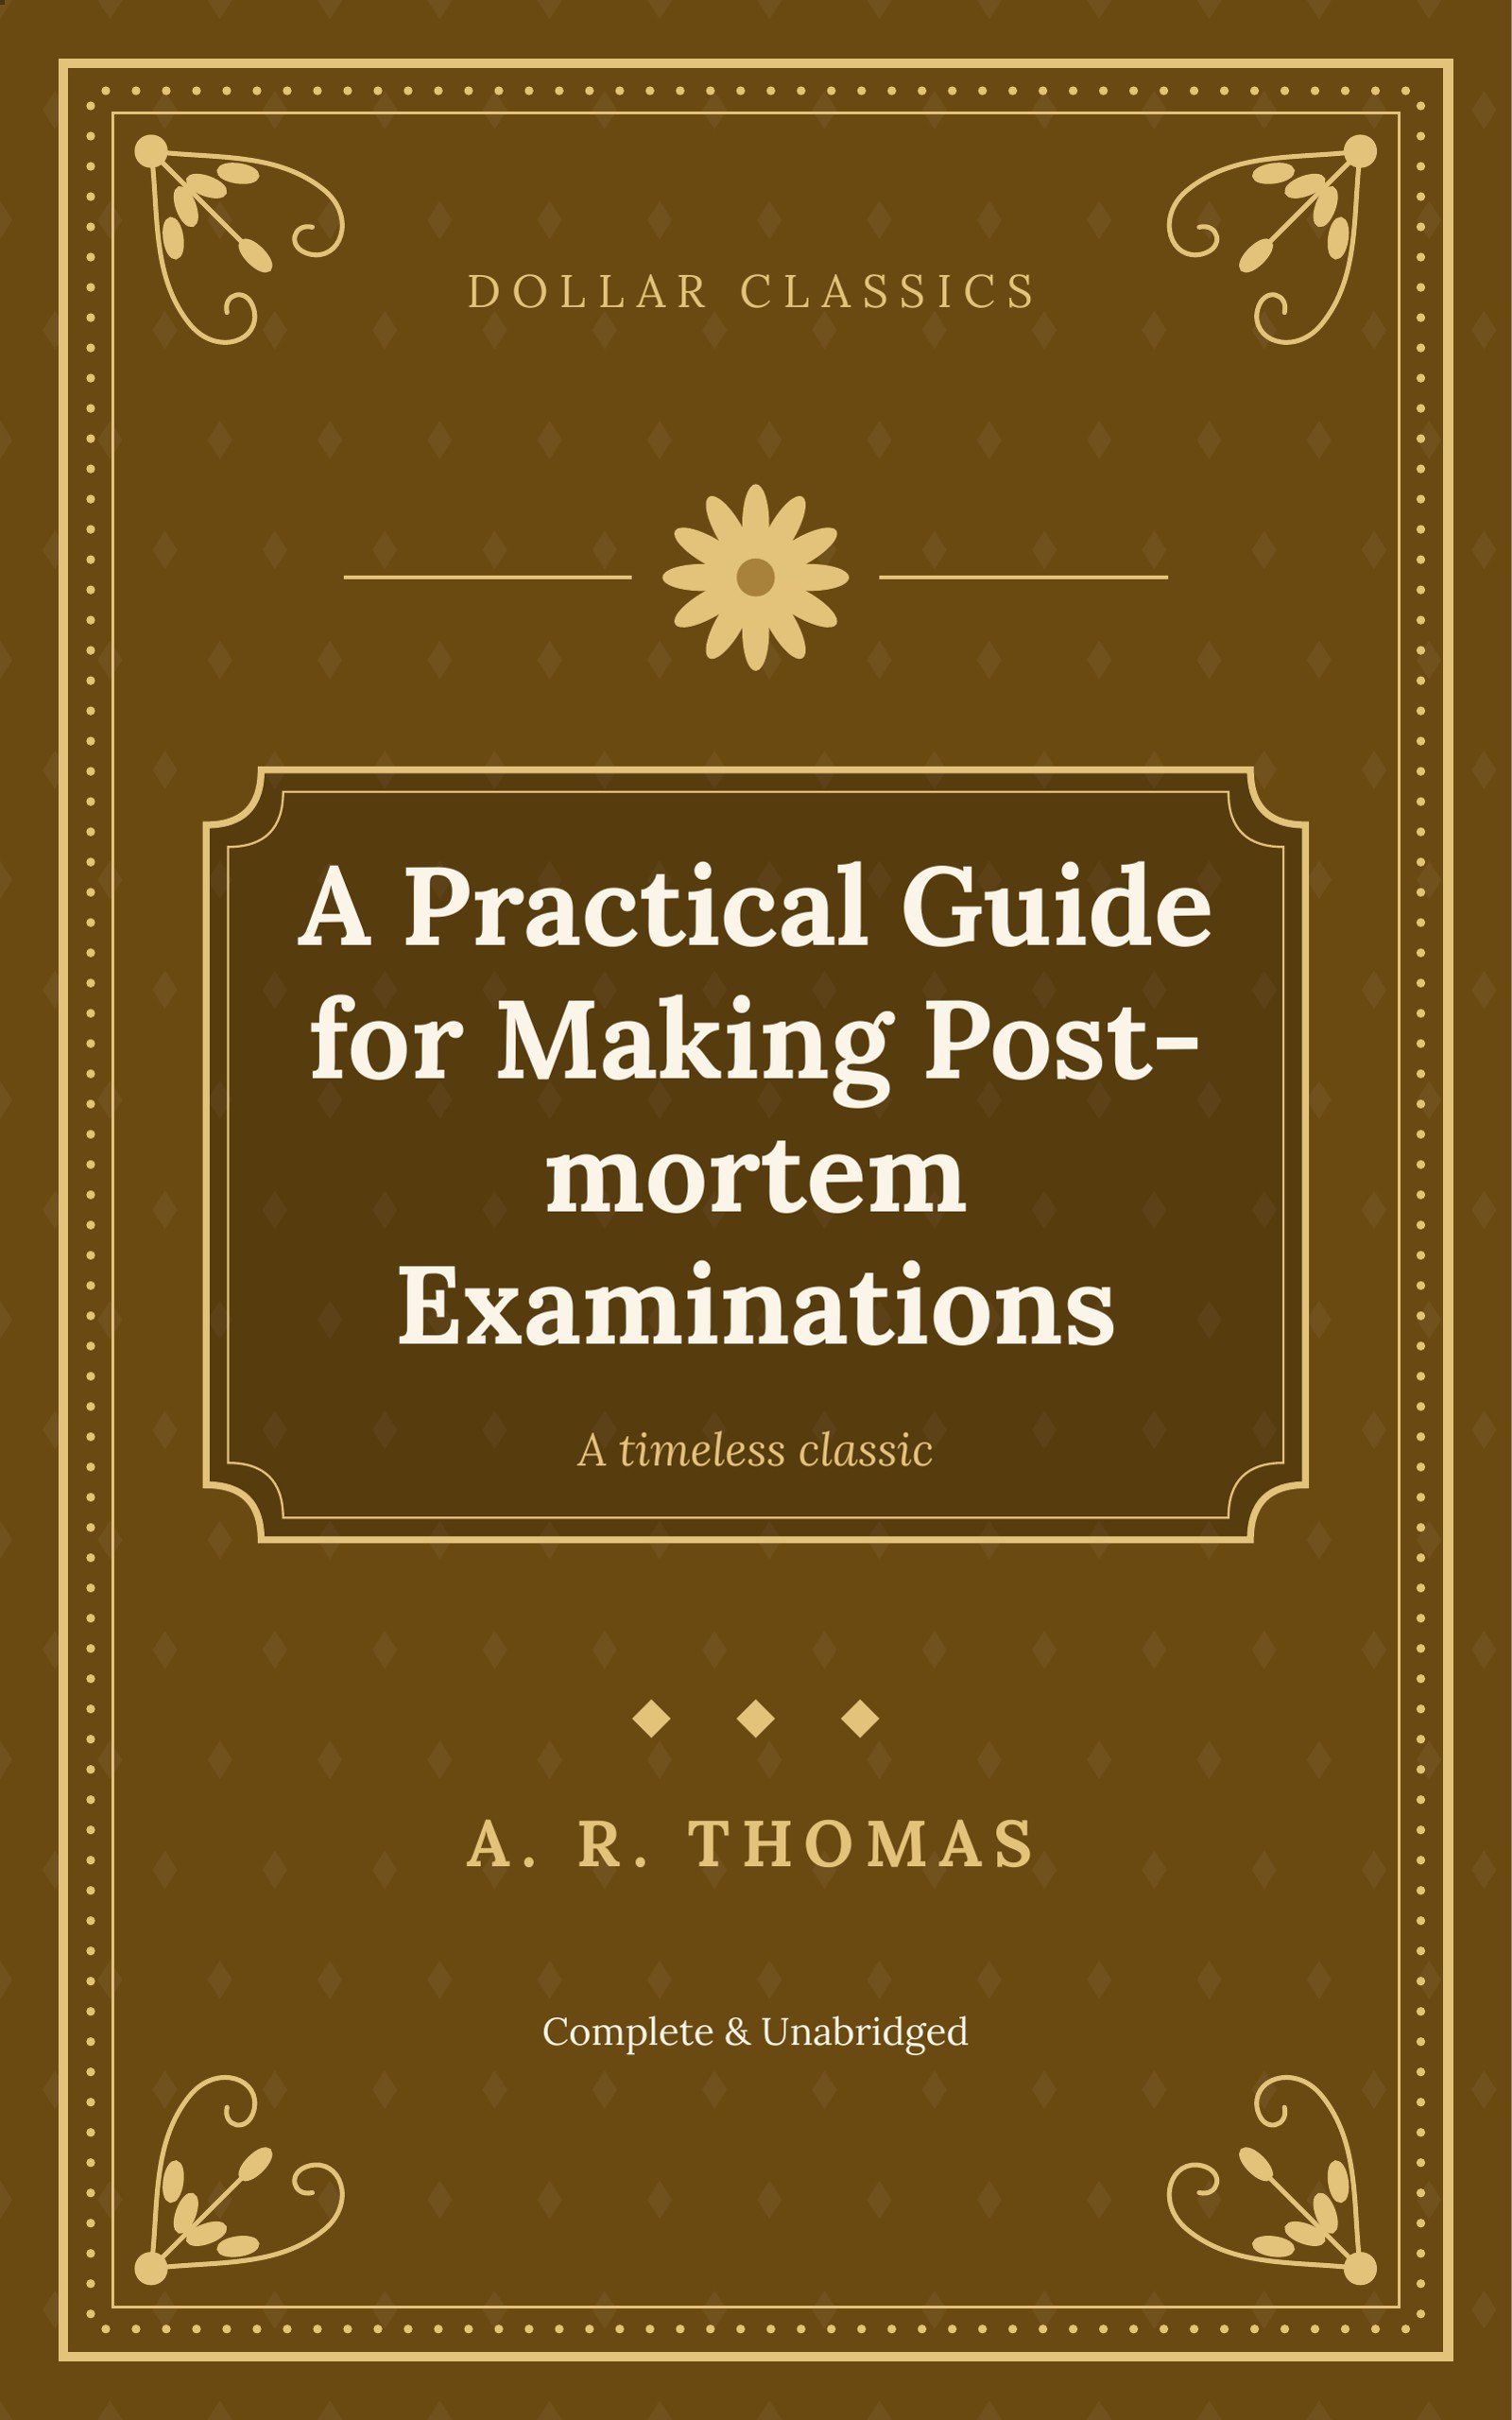 DOLLAR CLASSICS
A Practical Guide
for Making Post-
mortem
Examinations
A timeless classic
A. R. THOMAS
Complete & Unabridged